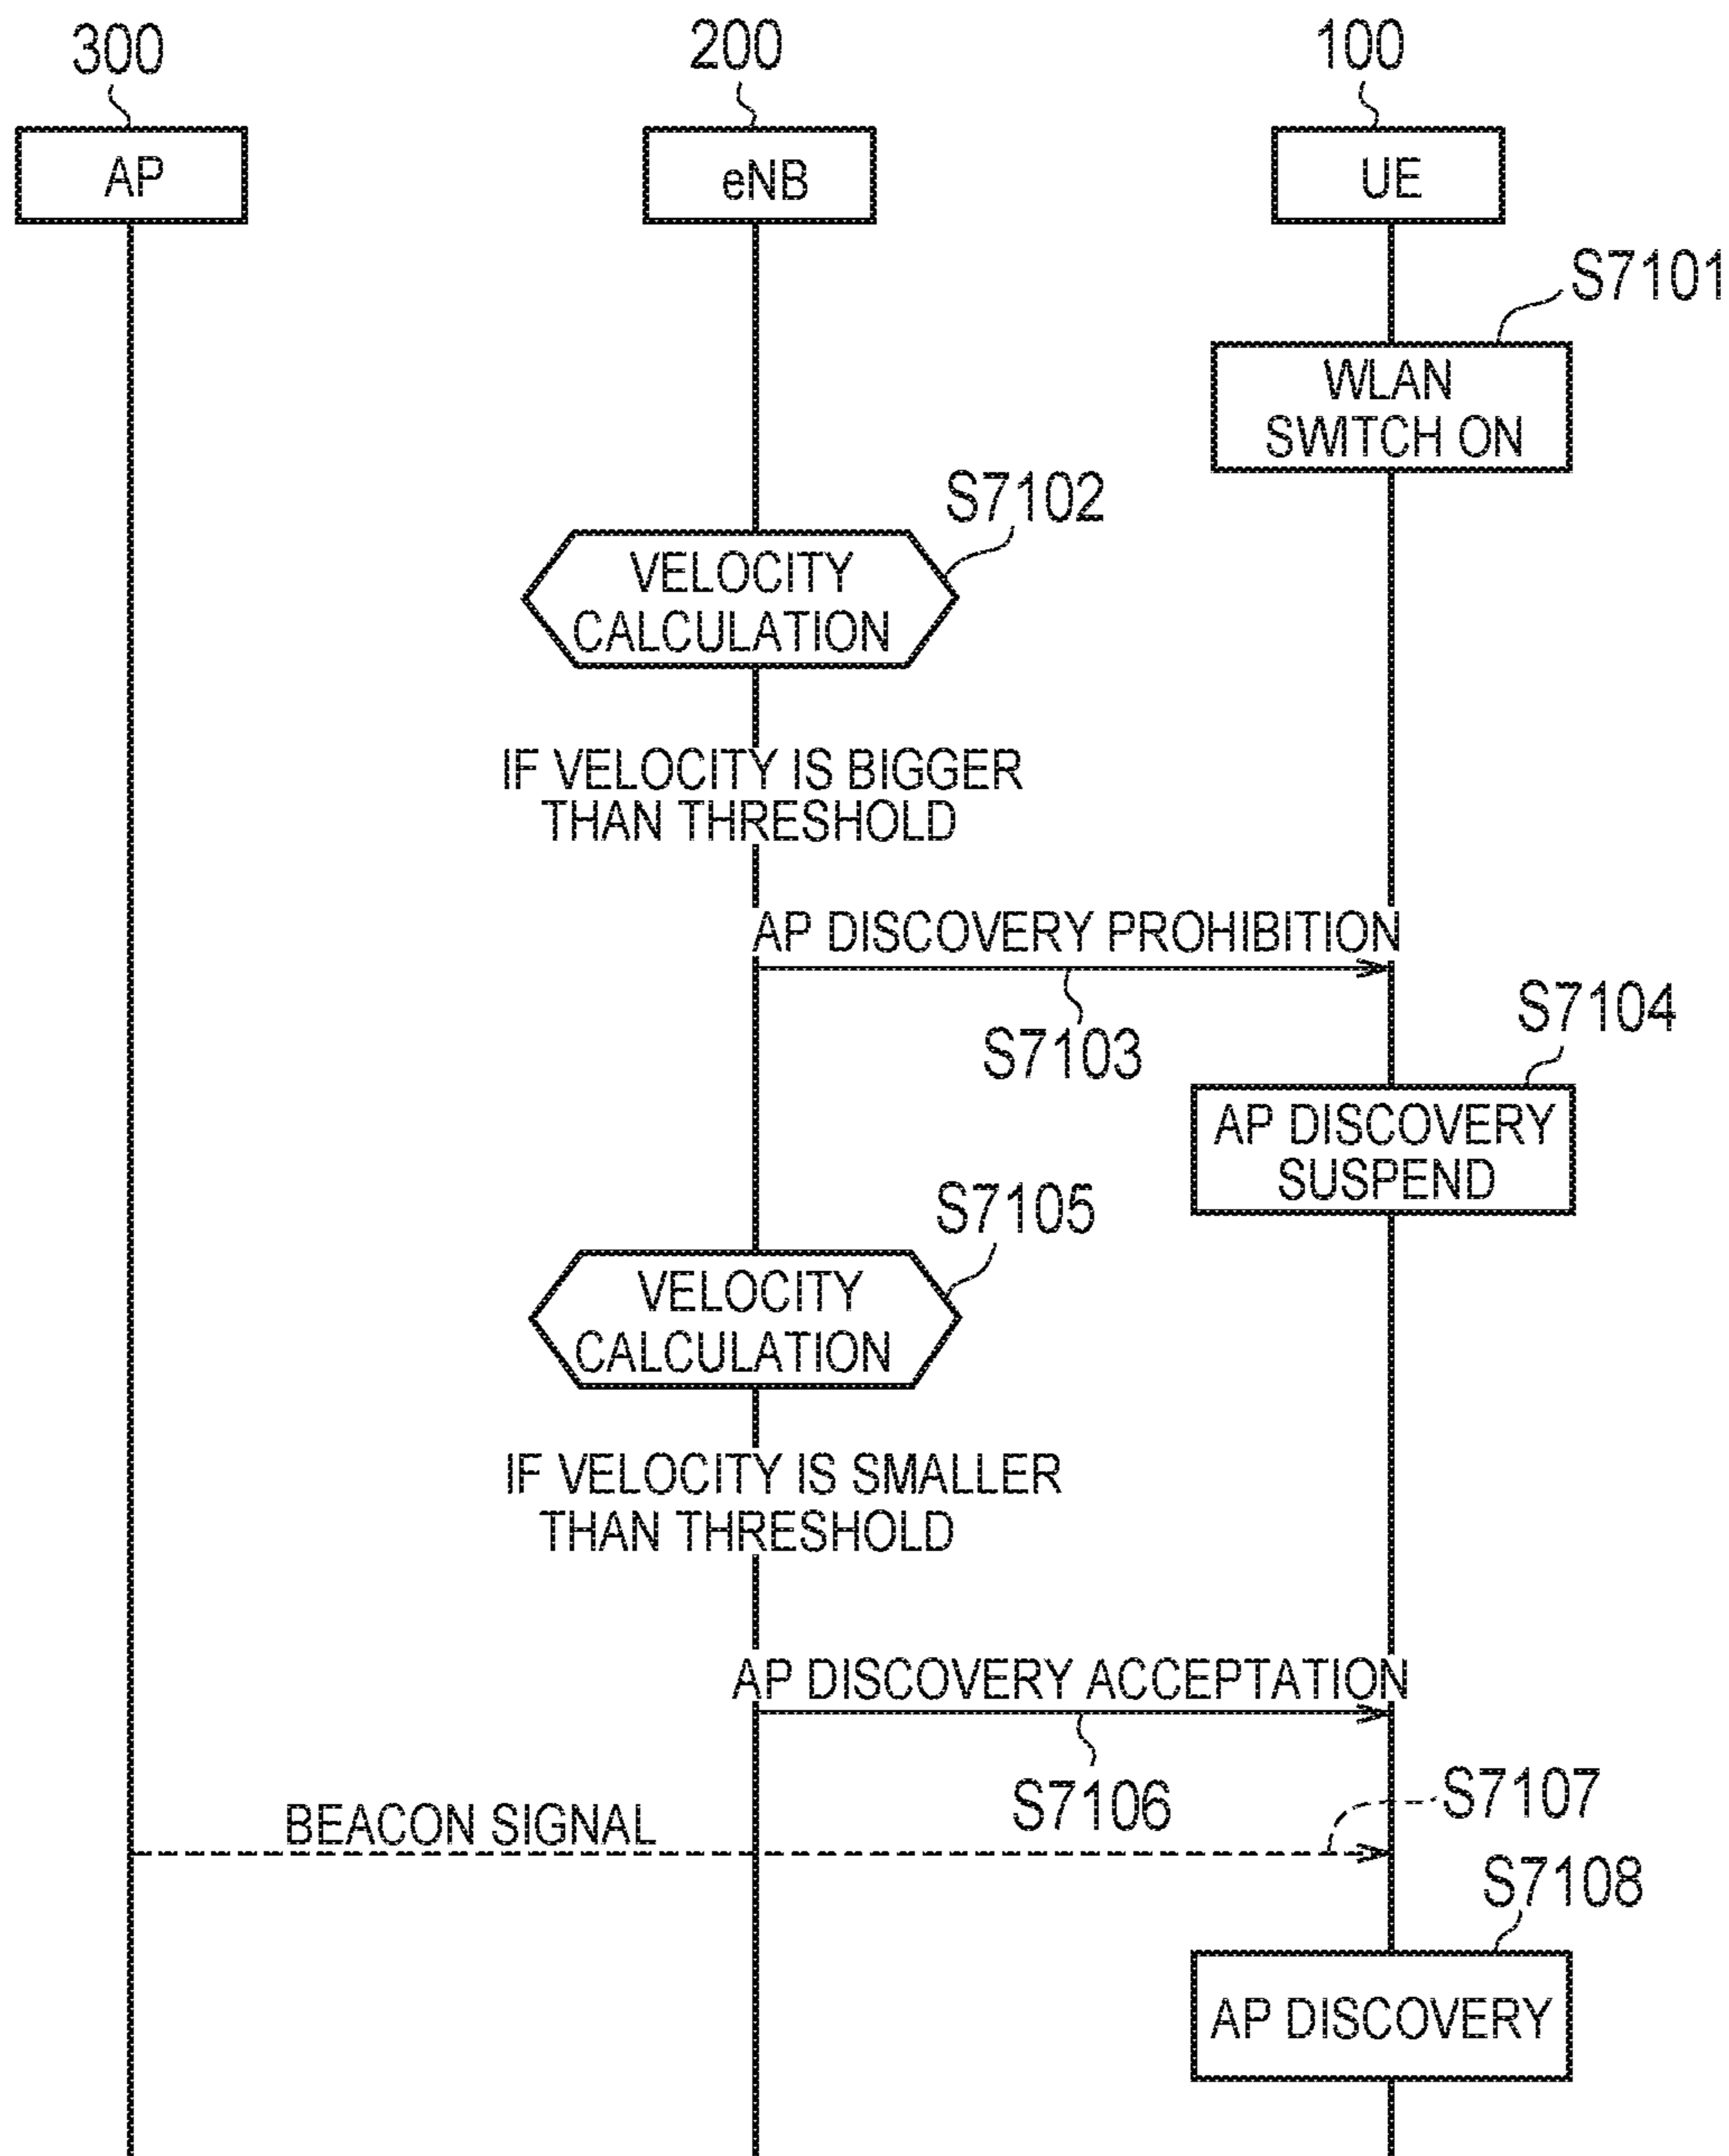 300
200
100
AP
eNB
UE
S7101
WLAN
SWITCH ON
S7102
VELOCITY
CALCULATION
IF VELOCITY IS BIGGER
THAN THRESHOLD
AP DISCOVERY PROHIBITION
S7103
S7104
AP DISCOVERY
SUSPEND
S7105
VELOCITY
CALCULATION
IF VELOCITY IS SMALLER
THAN THRESHOLD
AP DISCOVERY ACCEPTATION
S7106
S7107
BEACON SIGNAL
S7108
AP DISCOVERY